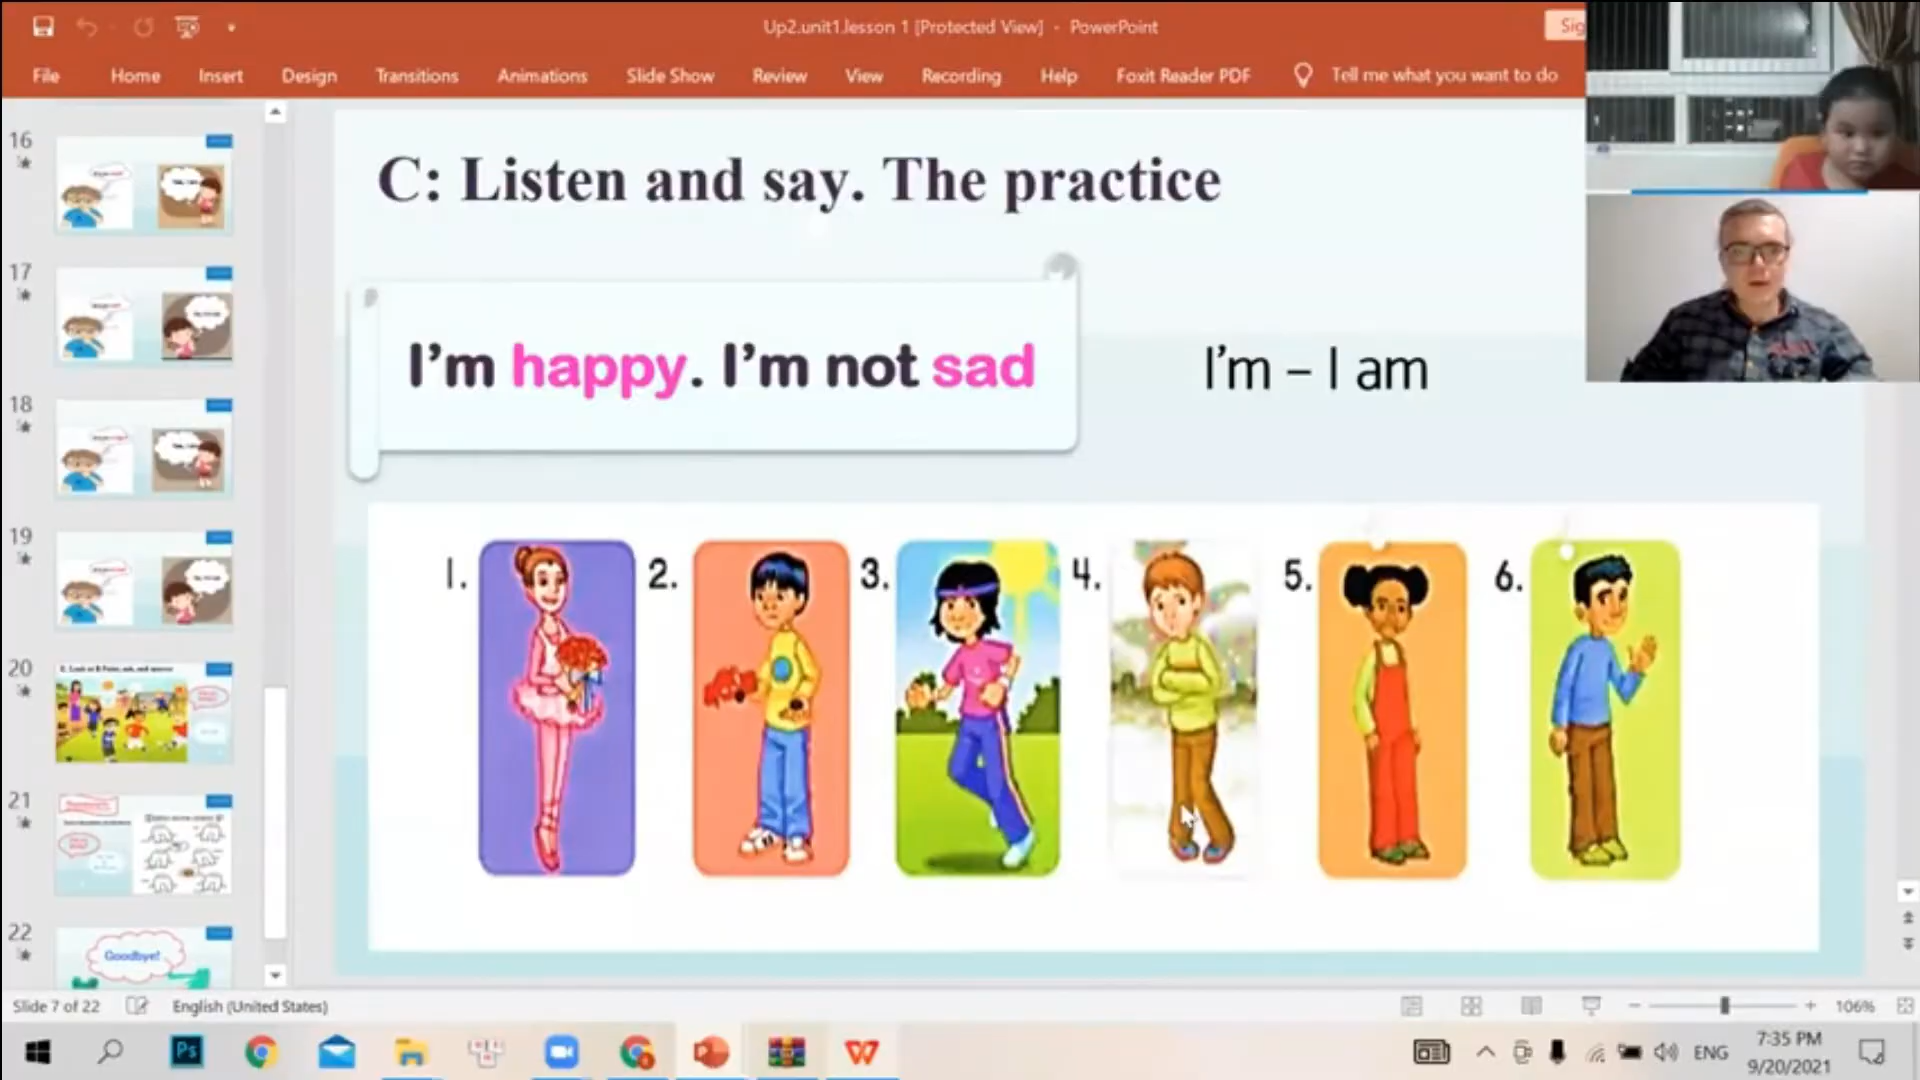 Up2.unit1.lesson 1 [Protected View] - PowerPoint
Sig
File Home Insert Design Transitions Animations Slide Show Review View Recording Help Foxit Reader PDF Tell me what you want to do
C: Listen and say. The practice
I'm happy. I'm not sad
I'm – I am
1. 2. 3. 4. 5. 6.
16
17
18
19
20
21
22
Goodbye!
Slide 7 of 22 English (United States) 106%
Ps
ENG
7:35 PM
9/20/2021